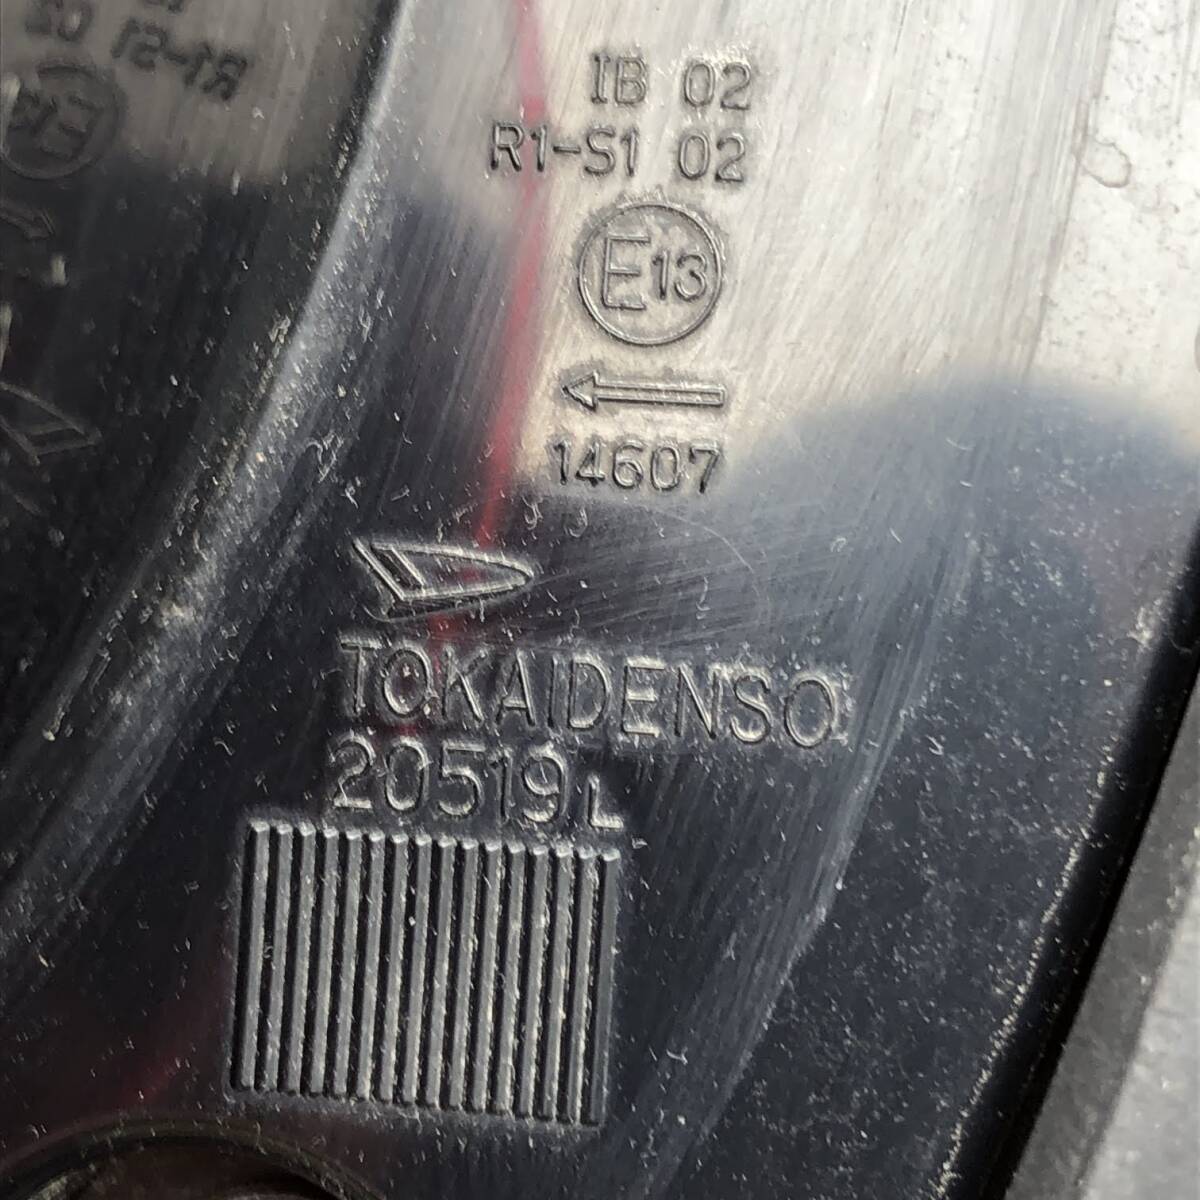 IB 02
R1-S1 02
E13
14607
TOKAIDENSO
20519L